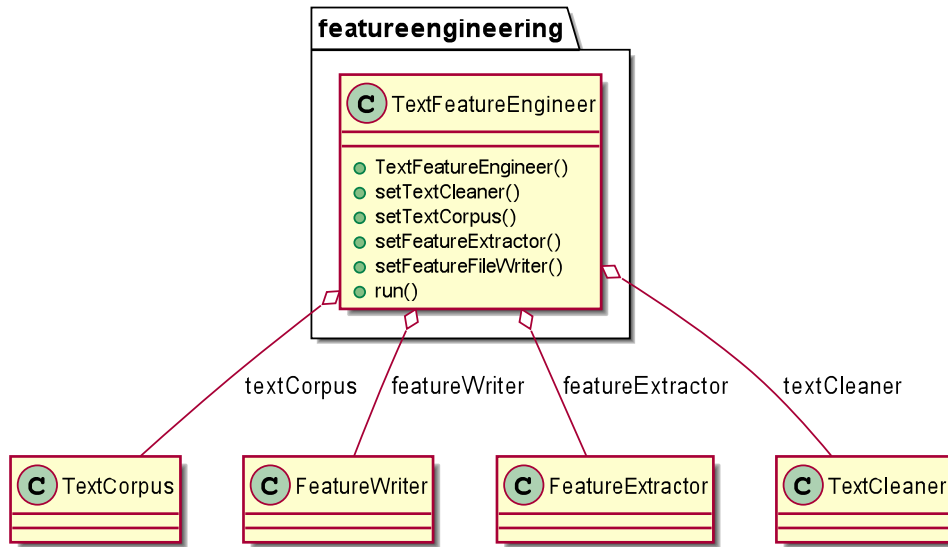 featureengineering
C TextFeatureEngineer
TextFeatureEngineer()
setTextCleaner()
setTextCorpus()
setFeatureExtractor()
setFeatureFileWriter()
run()
textCorpus
featureWriter
featureExtractor
textCleaner
C TextCorpus
C FeatureWriter
C FeatureExtractor
C TextCleaner